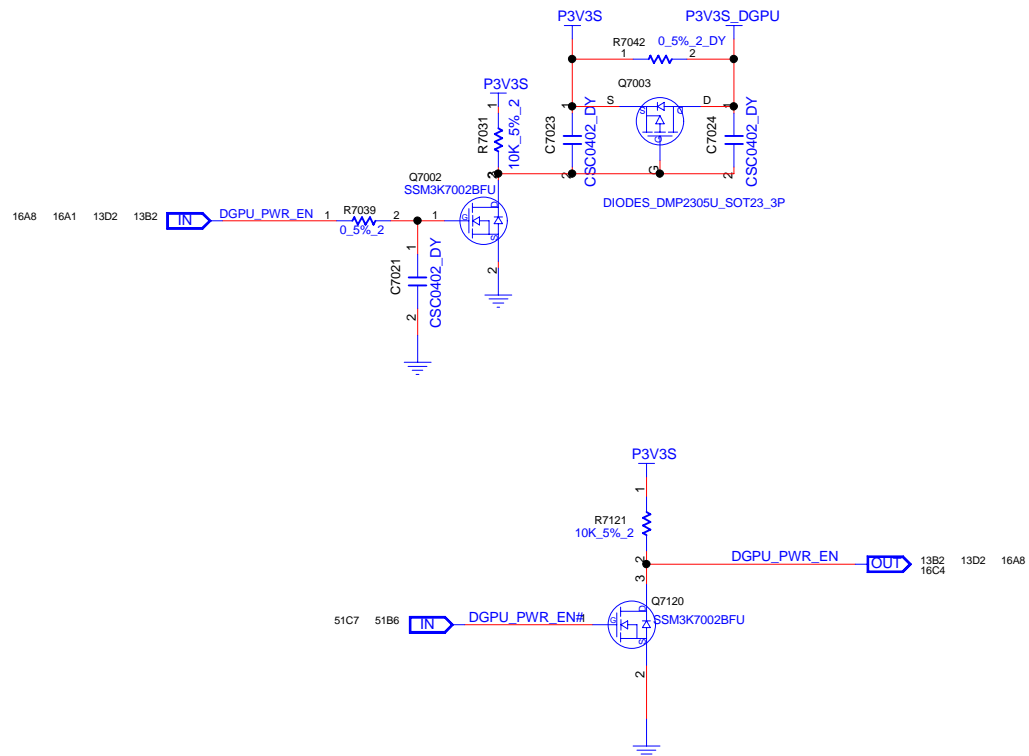 P3V3S
P3V3S_DGPU
R7042
0_5%_2_DY
1
2
Q7003
P3V3S
S
D
S
D
G
G
1
R7031
10K_5%_2
2
1
C7023
CSC0402_DY
2
1
C7024
CSC0402_DY
2
DIODES_DMP2305U_SOT23_3P
Q7002
SSM3K7002BFU
3
D
G
S
1
2
16A8 16A1 13D2 13B2
IN
DGPU_PWR_EN
1
R7039
2
0_5%_2
1
C7021
CSC0402_DY
2
P3V3S
1
R7121
10K_5%_2
2
DGPU_PWR_EN
OUT
13B2 13D2 16A8
16C4
3
Q7120
SSM3K7002BFU
D
G
S
51C7 51B6
IN
DGPU_PWR_EN#
1
2